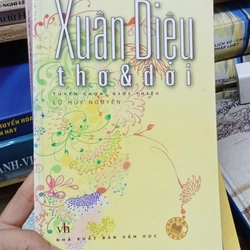 Xuân Diệu
thơ & đời
TUYỂN CHỌN, GIỚI THIỆU
LỮ HUY NGUYÊN
vh
NHÀ XUẤT BẢN VĂN HỌC